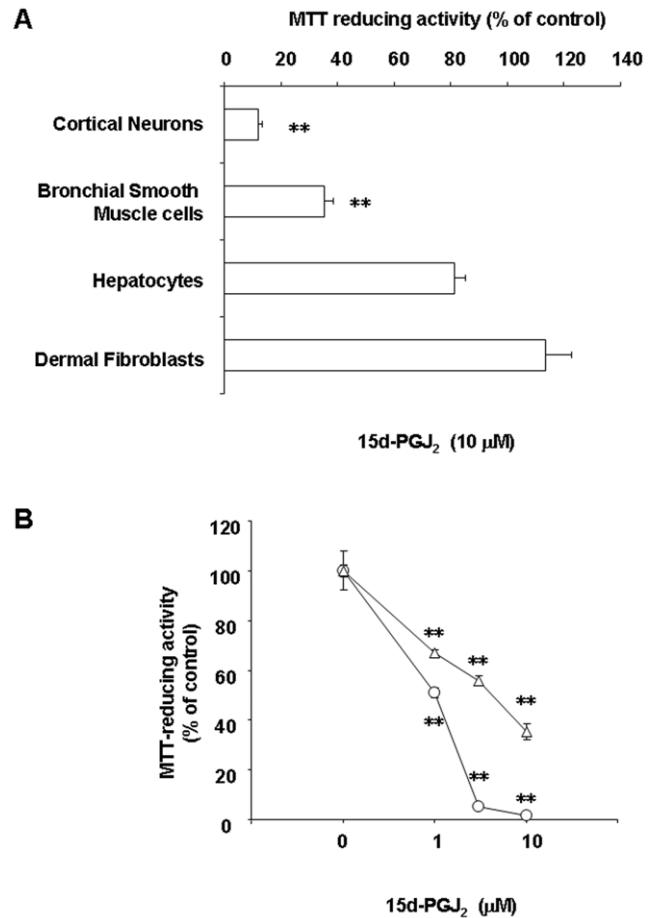 A
MTT reducing activity (% of control)
0 20 40 60 80 100 120 140
Cortical Neurons
**
Bronchial Smooth
Muscle cells
**
Hepatocytes
Dermal Fibroblasts
15d-PGJ₂ (10 μM)
B
120
100
80
60
40
20
0
MTT-reducing activity
(% of control)
**
**
**
**
**
**
0 1 10
15d-PGJ₂ (μM)